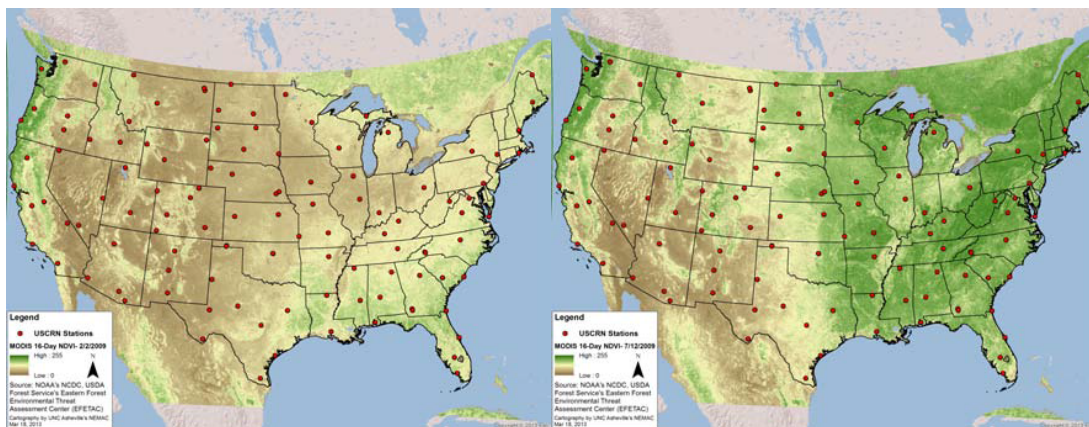 Legend
USCRN Stations
MODIS 16-Day NDVI- 2/2/2009
High : 255
N
Low : 0
Source: NOAA's NCDC, USDA
Forest Service's Eastern Forest
Environmental Threat
Assessment Center (EFETAC)
Cartography by UNC Asheville's NEMAC
Mar 18, 2013
Legend
USCRN Stations
MODIS 16-Day NDVI- 7/12/2009
High : 255
N
Low : 0
Source: NOAA's NCDC, USDA
Forest Service's Eastern Forest
Environmental Threat
Assessment Center (EFETAC)
Cartography by UNC Asheville's NEMAC
Mar 18, 2013